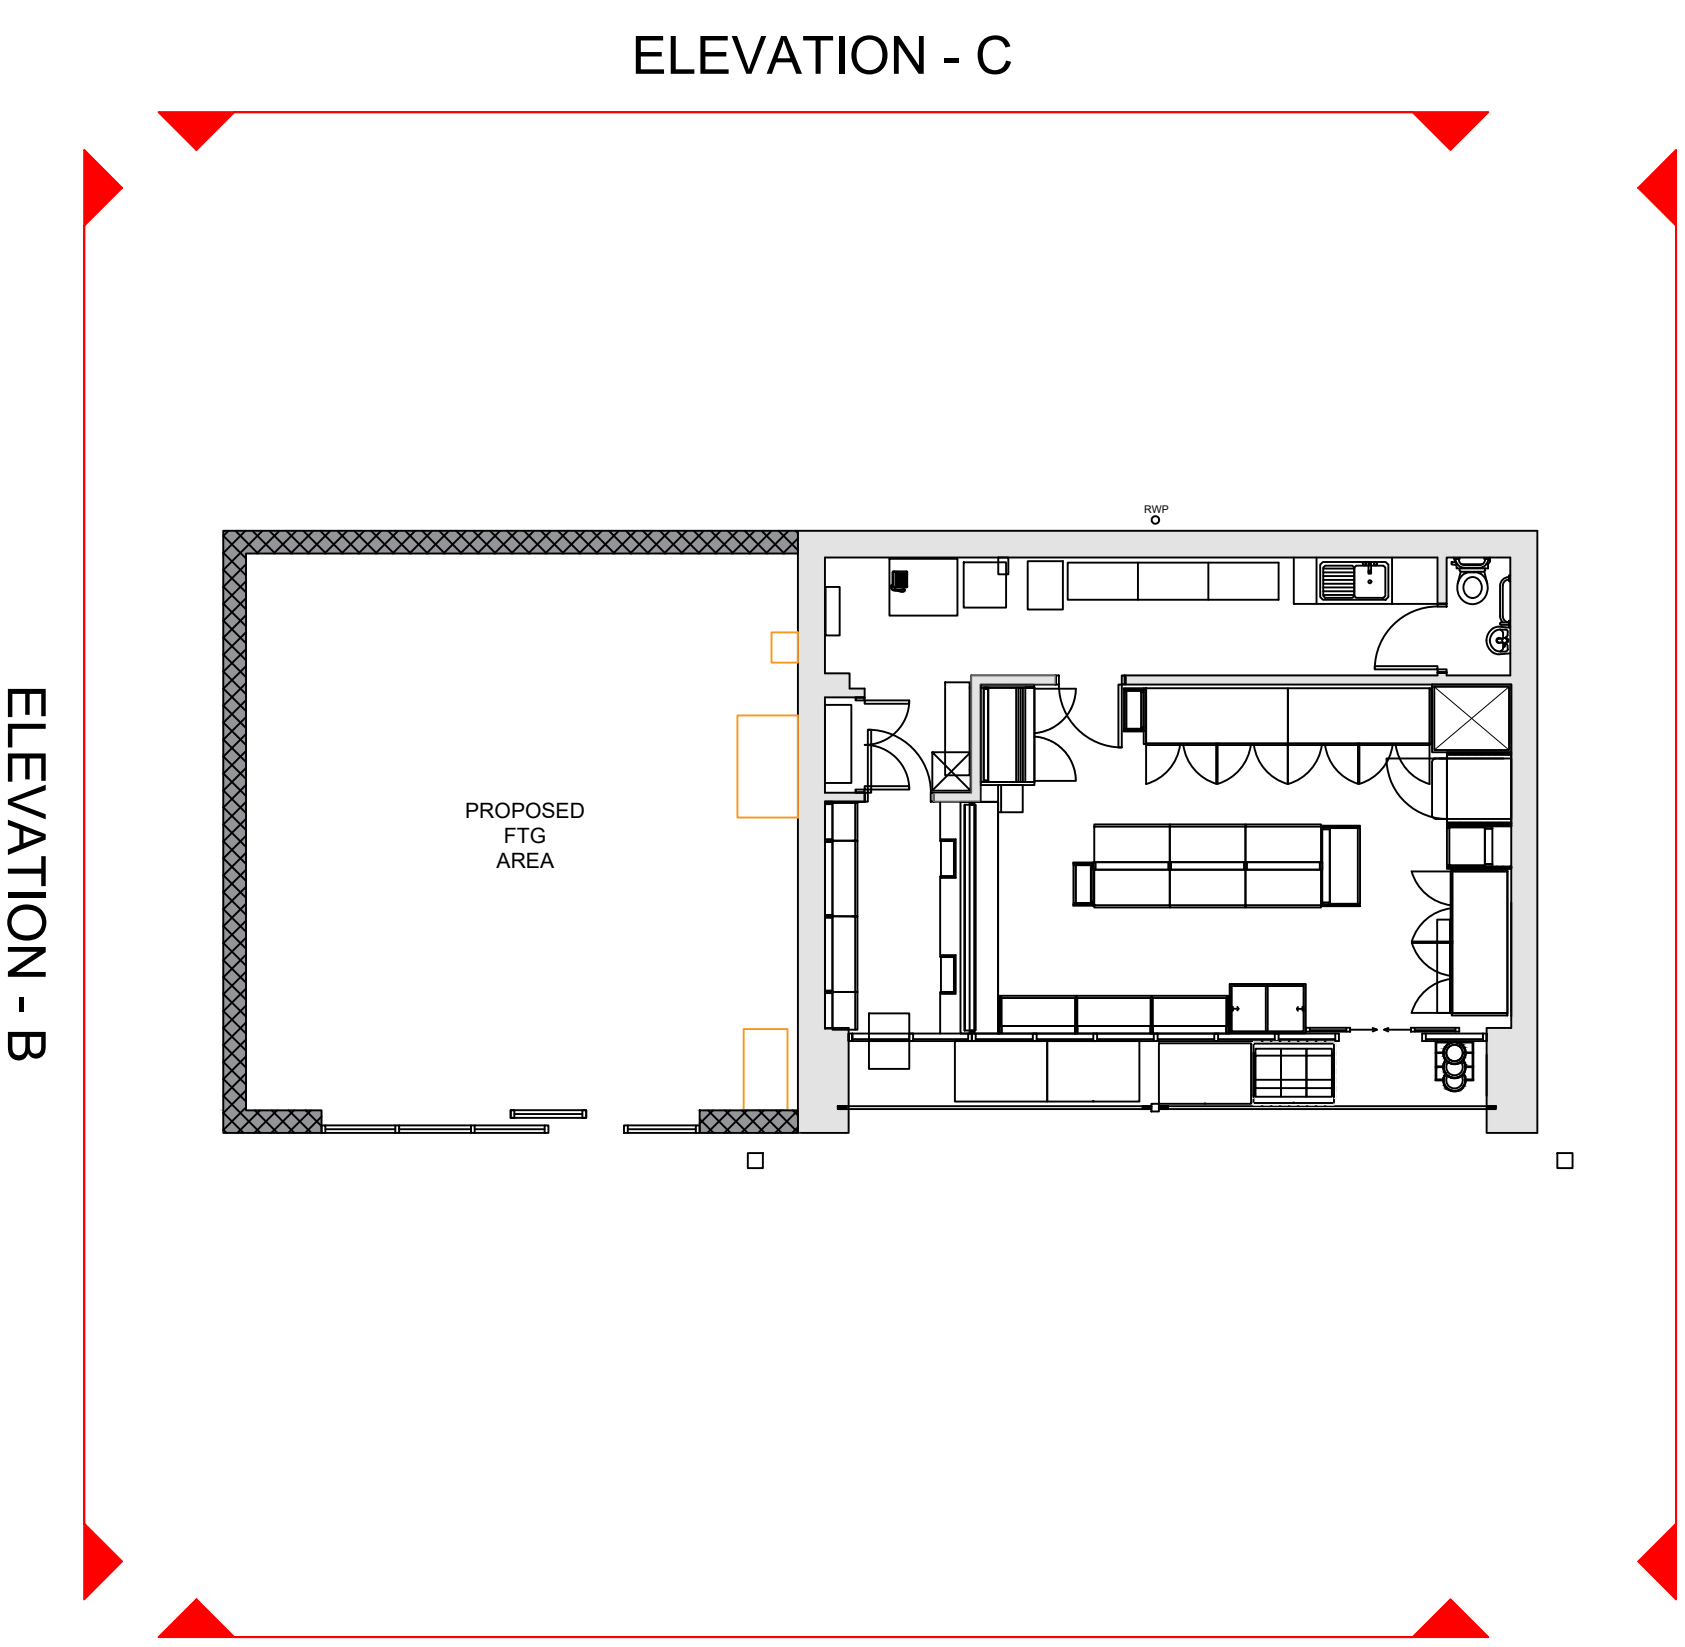 ELEVATION - C
RWP
PROPOSED
FTG
AREA
ELEVATION - B